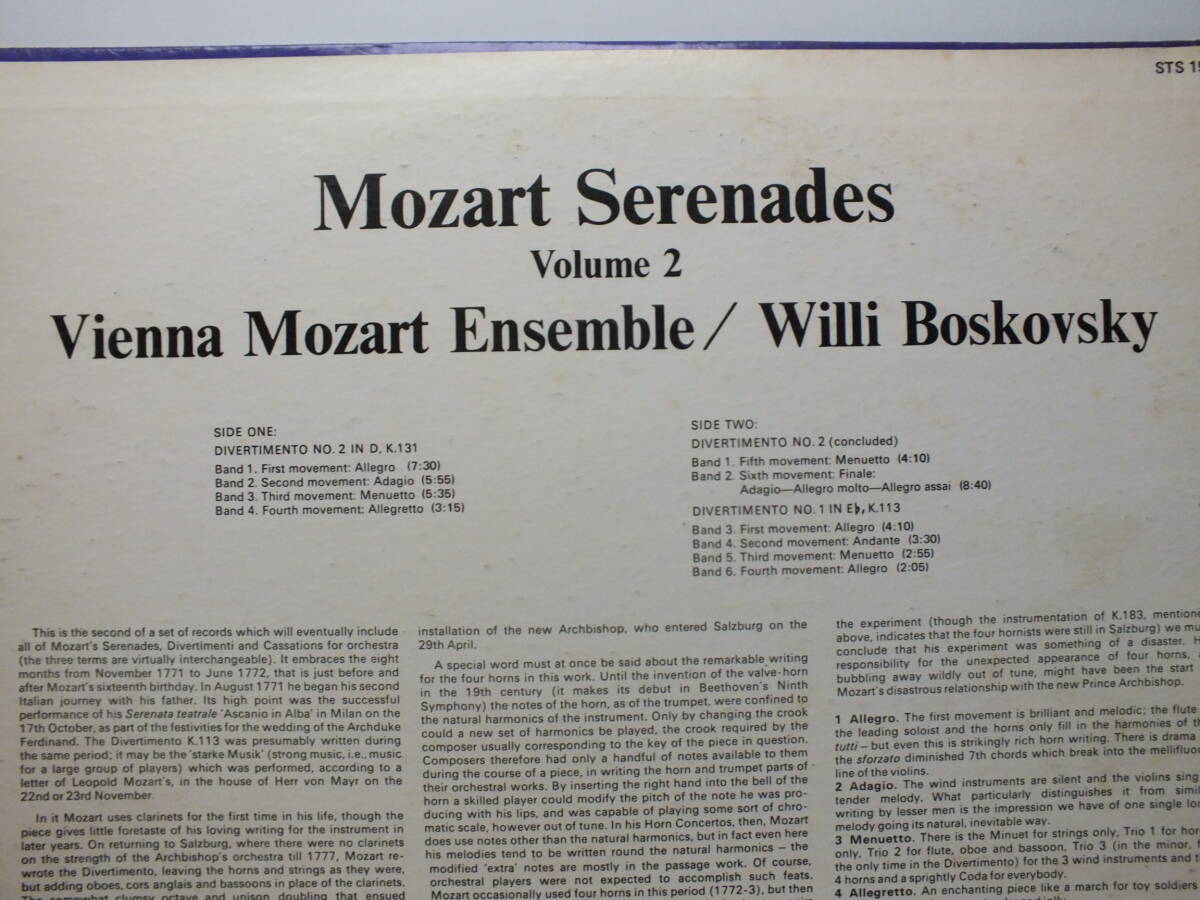 STS 15
Mozart Serenades
Volume 2
Vienna Mozart Ensemble / Willi Boskovsky
SIDE ONE:
DIVERTIMENTO NO. 2 IN D, K.131
Band 1. First movement: Allegro (7:30)
Band 2. Second movement: Adagio (5:55)
Band 3. Third movement: Menuetto (5:35)
Band 4. Fourth movement: Allegretto (3:15)
SIDE TWO:
DIVERTIMENTO NO. 2 (concluded)
Band 1. Fifth movement: Menuetto (4:10)
Band 2. Sixth movement: Finale:
Adagio—Allegro molto—Allegro assai (8:40)
DIVERTIMENTO NO. 1 IN E♭, K.113
Band 3. First movement: Allegro (4:10)
Band 4. Second movement: Andante (3:30)
Band 5. Third movement: Menuetto (2:55)
Band 6. Fourth movement: Allegro (2:05)
This is the second of a set of records which will eventually include
all of Mozart's Serenades, Divertimenti and Cassations for orchestra
(the three terms are virtually interchangeable). It embraces the eight
months from November 1771 to June 1772, that is just before and
after Mozart's sixteenth birthday. In August 1771 he began his second
Italian journey with his father. Its high point was the successful
performance of his Serenata teatrale 'Ascanio in Alba' in Milan on the
17th October, as part of the festivities for the wedding of the Archduke
Ferdinand. The Divertimento K.113 was presumably written during
the same period; it may be the 'starke Musik' (strong music, i.e., music
for a large group of players) which was performed, according to a
letter of Leopold Mozart's, in the house of Herr von Mayr on the
22nd or 23rd November.
In it Mozart uses clarinets for the first time in his life, though the
piece gives little foretaste of his loving writing for the instrument in
later years. On returning to Salzburg, where there were no clarinets
on the strength of the Archbishop's orchestra till 1777, Mozart re-
wrote the Divertimento, leaving the horns and strings as they were,
but adding oboes, cors anglais and bassoons in place of the clarinets.
The somewhat clumsy octave and unison doubling that ensued
installation of the new Archbishop, who entered Salzburg on the
29th April.
A special word must at once be said about the remarkable writing
for the four horns in this work. Until the invention of the valve-horn
in the 19th century (it makes its debut in Beethoven's Ninth
Symphony) the notes of the horn, as of the trumpet, were confined to
the natural harmonics of the instrument. Only by changing the crook
could a new set of harmonics be played, the crook required by the
composer usually corresponding to the key of the piece in question.
Composers therefore had only a handful of notes available to them
during the course of a piece, in writing the horn and trumpet parts of
their orchestral works. By inserting the right hand into the bell of the
horn a skilled player could modify the pitch of the note he was pro-
ducing with his lips, and was capable of playing some sort of chro-
matic scale, however out of tune. In his Horn Concertos, then, Mozart
does use notes other than the natural harmonics, but in fact even here
his melodies tend to be written round the natural harmonics – the
modified 'extra' notes are mostly in the passage work. Of course,
orchestral players were not expected to accomplish such feats.
Mozart occasionally used four horns in this period (1772-3), but then
the experiment (though the instrumentation of K.183, mentione
above, indicates that the four hornists were still in Salzburg) we mu
conclude that his experiment was something of a disaster. H
responsibility for the unexpected appearance of four horns,
bubbling away wildly out of tune, might have been the start
Mozart's disastrous relationship with the new Prince Archbishop.
1 Allegro. The first movement is brilliant and melodic; the flute
the leading soloist and the horns only fill in the harmonies of th
tutti – but even this is strikingly rich horn writing. There is drama
the sforzato diminished 7th chords which break into the mellifluo
line of the violins.
2 Adagio. The wind instruments are silent and the violins sing
tender melody. What particularly distinguishes it from simil
writing by lesser men is the impression we have of one single lo
melody going its natural, inevitable way.
3 Menuetto. There is the Minuet for strings only, Trio 1 for horn
only, Trio 2 for flute, oboe and bassoon, Trio 3 (in the minor, f
the only time in the Divertimento) for the 3 wind instruments and t
4 horns and a sprightly Coda for everybody.
4 Allegretto. An enchanting piece like a march for toy soldiers